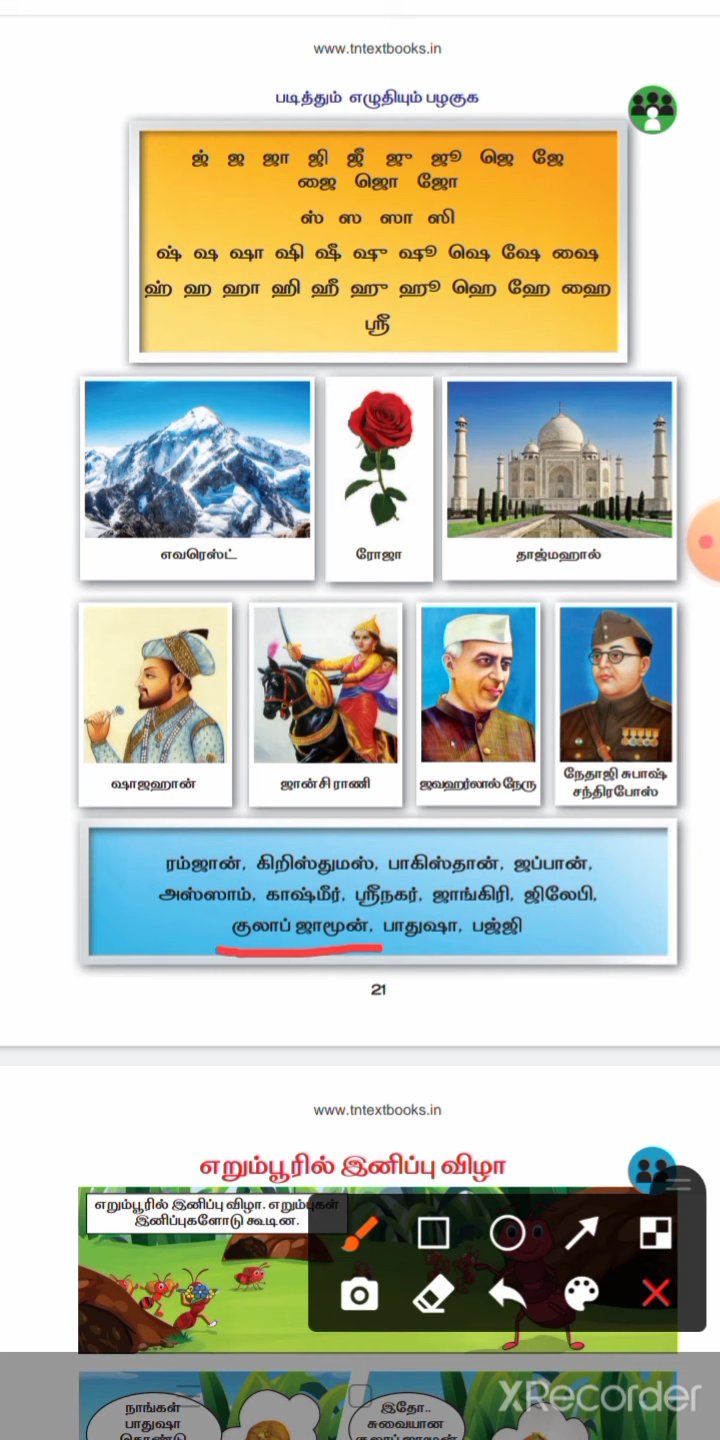 www.tntextbooks.in
படித்தும் எழுதியும் பழகுக
ஜ் ஜ ஜா ஜி ஜீ ஜு ஜூ ஜெ ஜே
ஜை ஜொ ஜோ
ஸ் ஸ ஸா ஸி
ஷ் ஷ ஷா ஷி ஷீ ஷு ஷூ ஷெ ஷே ஷை
ஹ் ஹ ஹா ஹி ஹீ ஹு ஹூ ஹெ ஹே ஹை
ஸ்ரீ
எவரெஸ்ட்
ரோஜா
தாஜ்மஹால்
ஷாஜஹான்
ஜான்சி ராணி
ஜவஹர்லால் நேரு
நேதாஜி சுபாஷ்
சந்திரபோஸ்
ரம்ஜான், கிறிஸ்துமஸ், பாகிஸ்தான், ஜப்பான்,
அஸ்ஸாம், காஷ்மீர், ஸ்ரீநகர், ஜாங்கிரி, ஜிலேபி,
குலாப் ஜாமூன், பாதுஷா, பஜ்ஜி
21
www.tntextbooks.in
எறும்பூரில் இனிப்பு விழா
எறும்பூரில் இனிப்பு விழா. எறும்புகள்
இனிப்புகளோடு கூடின.
நாங்கள்
பாதுஷா
இதோ..
சுவையான
XRecorder